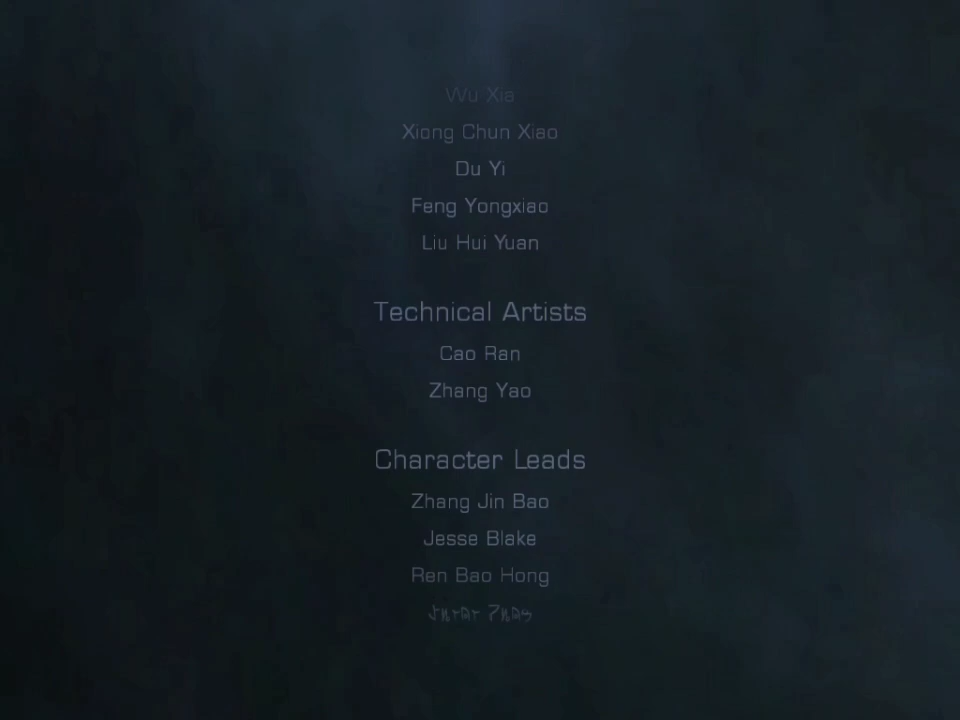 Wu Xia
Xiong Chun Xiao
Du Yi
Feng Yongxiao
Liu Hui Yuan
Technical Artists
Cao Ran
Zhang Yao
Character Leads
Zhang Jin Bao
Jesse Blake
Ren Bao Hong